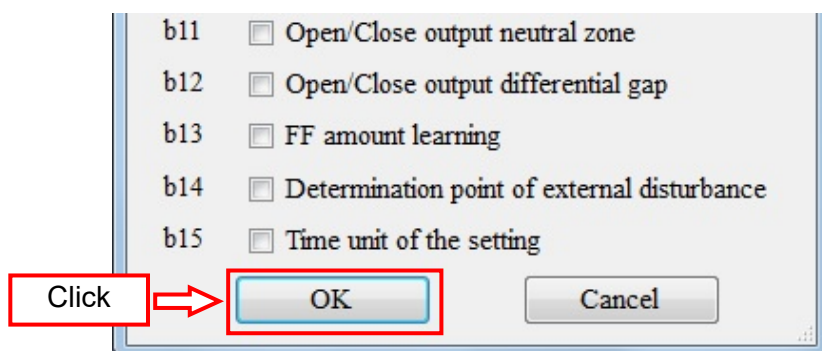 b11 Open/Close output neutral zone
b12 Open/Close output differential gap
b13 FF amount learning
b14 Determination point of external disturbance
b15 Time unit of the setting
Click OK Cancel